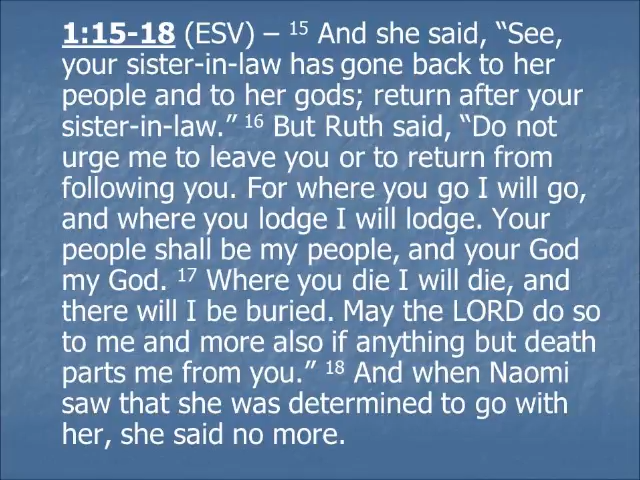 1:15-18 (ESV) – 15 And she said, “See,
your sister-in-law has gone back to her
people and to her gods; return after your
sister-in-law.” 16 But Ruth said, “Do not
urge me to leave you or to return from
following you. For where you go I will go,
and where you lodge I will lodge. Your
people shall be my people, and your God
my God. 17 Where you die I will die, and
there will I be buried. May the LORD do so
to me and more also if anything but death
parts me from you.” 18 And when Naomi
saw that she was determined to go with
her, she said no more.